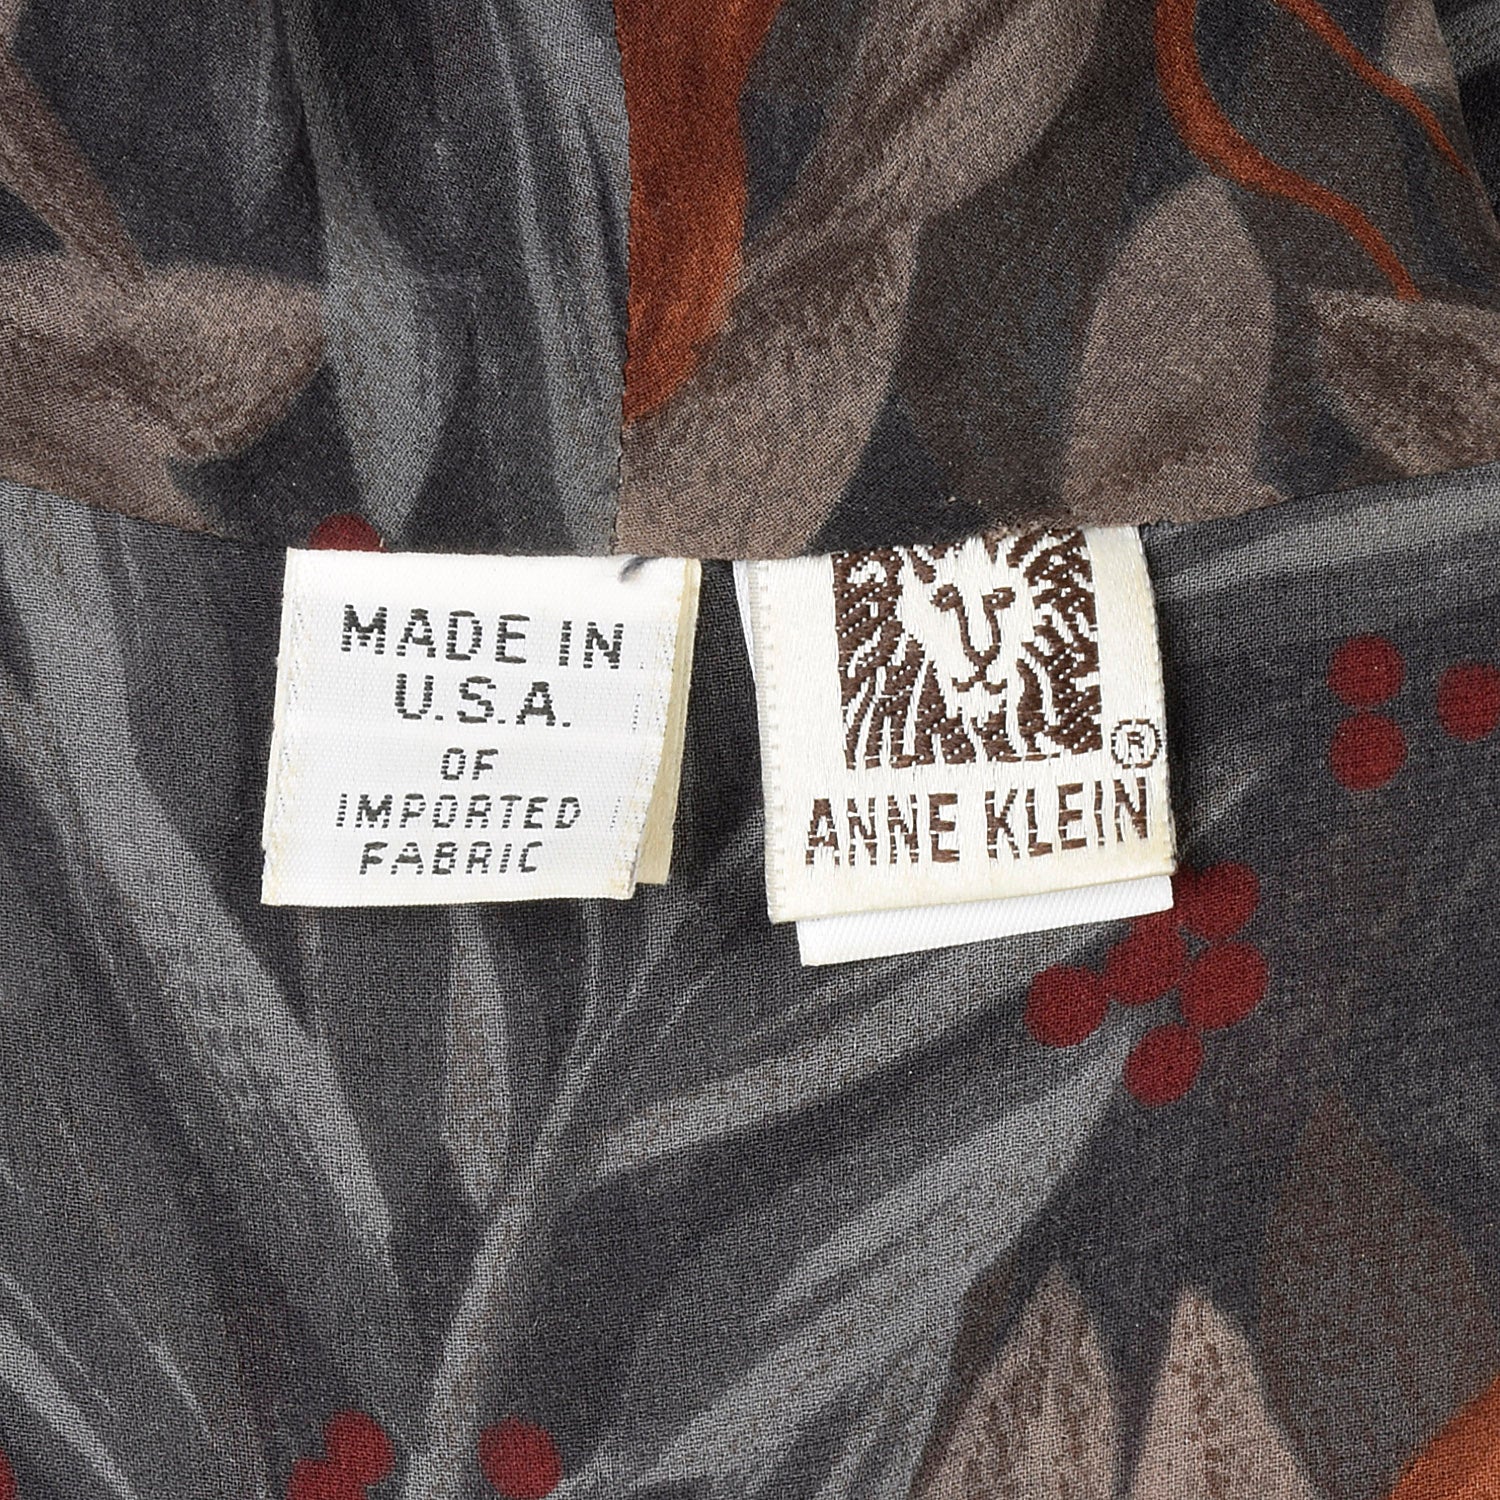 MADE IN
U.S.A.
OF
IMPORTED
FABRIC
®
ANNE KLEIN